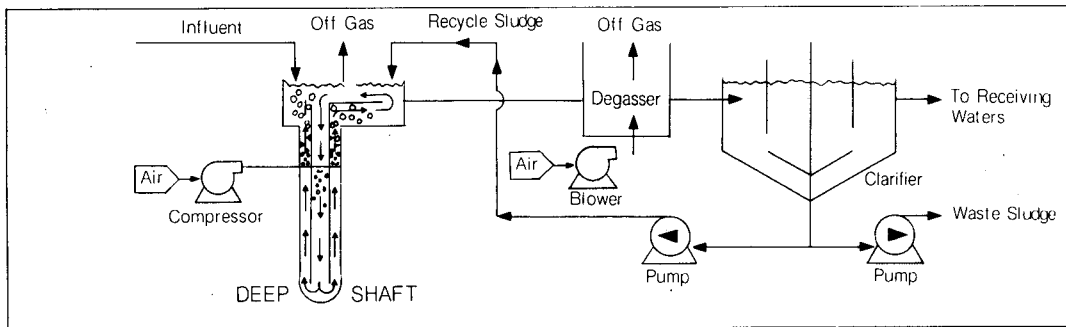 Influent
Off Gas
Recycle Sludge
Off Gas
Degasser
To Receiving
Waters
Air
Compressor
Air
Blower
Clarifier
Waste Sludge
Pump
Pump
DEEP SHAFT